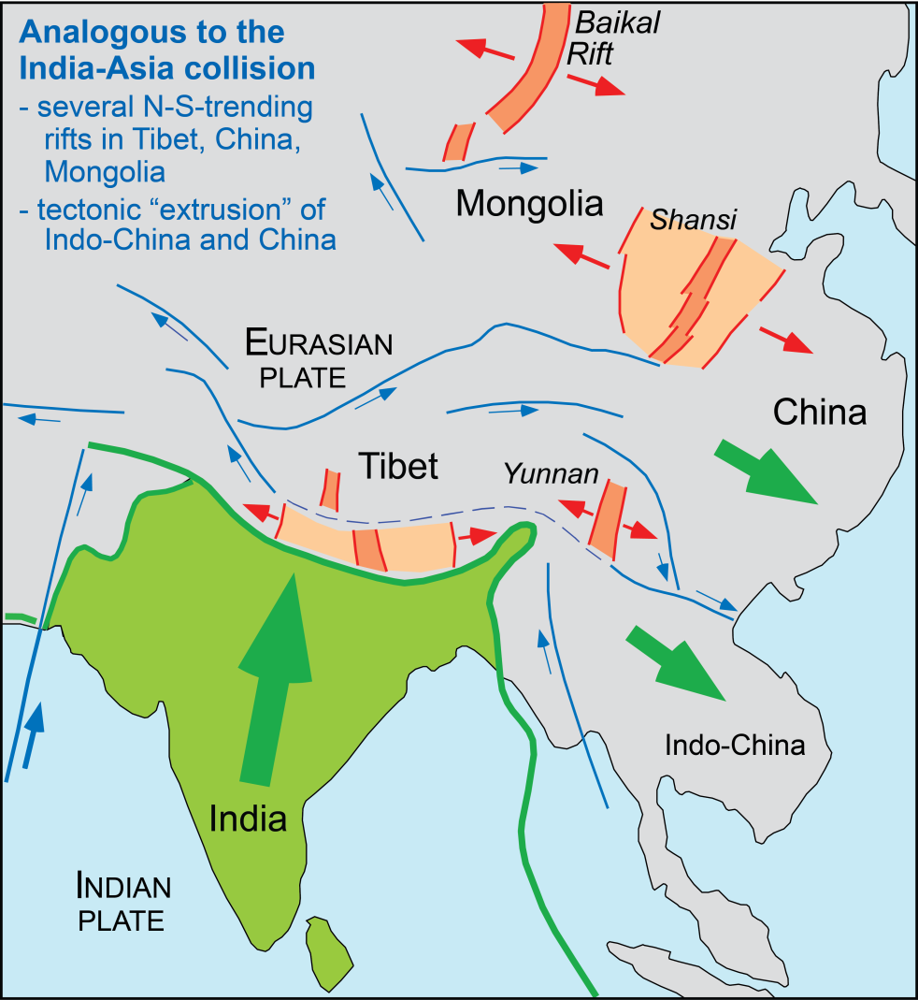 Analogous to the
India-Asia collision
- several N-S-trending
rifts in Tibet, China,
Mongolia
- tectonic “extrusion” of
Indo-China and China
Baikal
Rift
Mongolia
Shansi
EURASIAN
PLATE
China
Tibet
Yunnan
Indo-China
India
INDIAN
PLATE